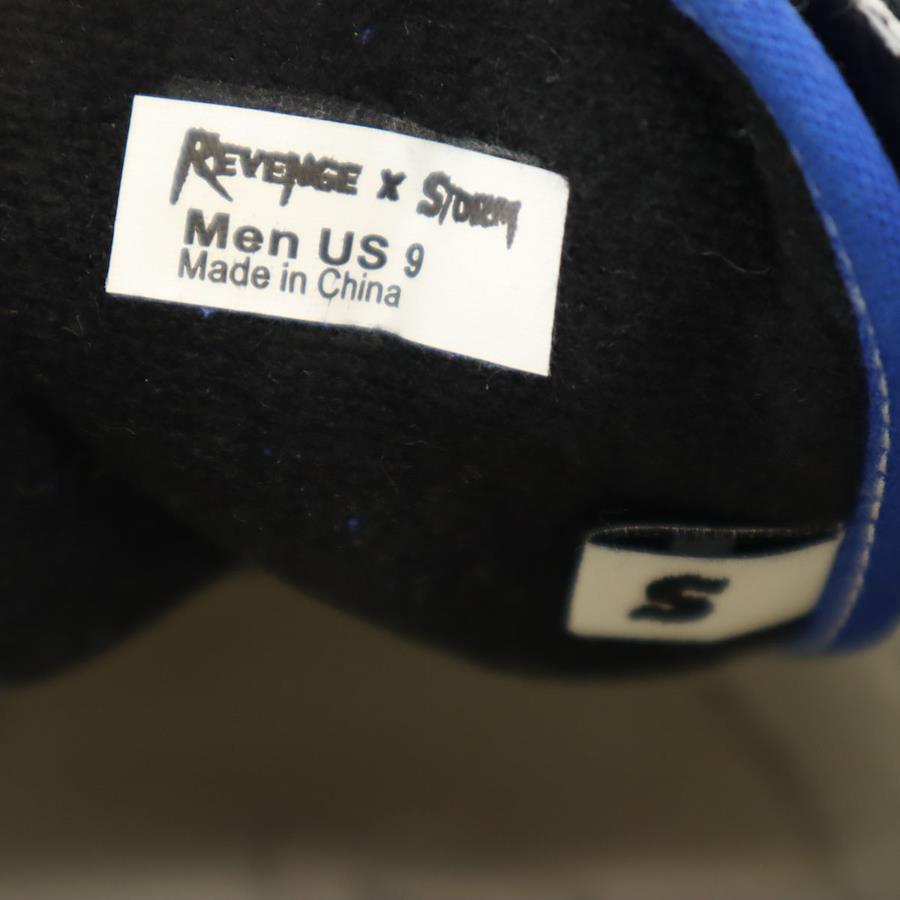 REVENGE X STORM
Men US 9
Made in China
S